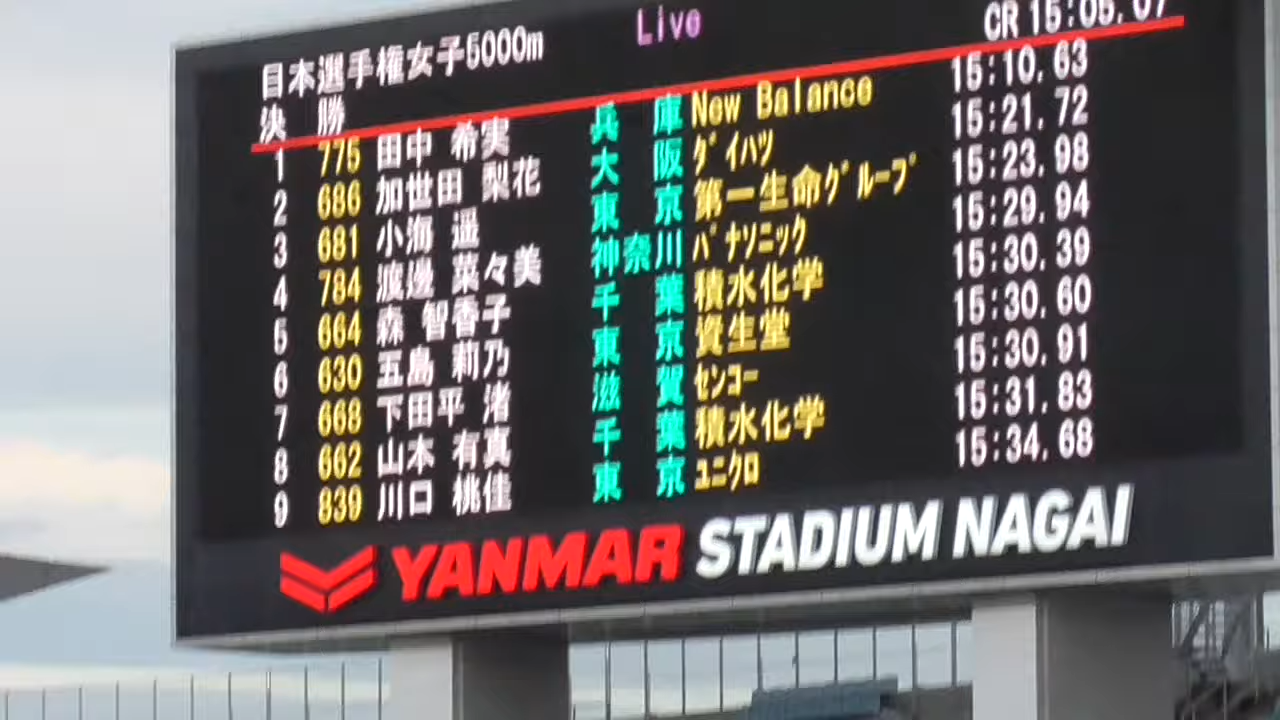 Live
日本選手権女子5000m CR 15:05.07
決 勝
1 775 田中 希実 兵 庫 New Balance 15:10.63
2 686 加世田 梨花 大 阪 ダイハツ 15:21.72
3 681 小海 遥 東 京 第一生命グループ 15:23.98
4 784 渡邊 菜々美 神奈川 パナソニック 15:29.94
5 664 森 智香子 千 葉 積水化学 15:30.39
6 630 五島 莉乃 東 京 資生堂 15:30.60
7 668 下田平 渚 滋 賀 センコー 15:30.91
8 662 山本 有真 千 葉 積水化学 15:31.83
9 839 川口 桃佳 東 京 ユニクロ 15:34.68
YANMAR STADIUM NAGAI